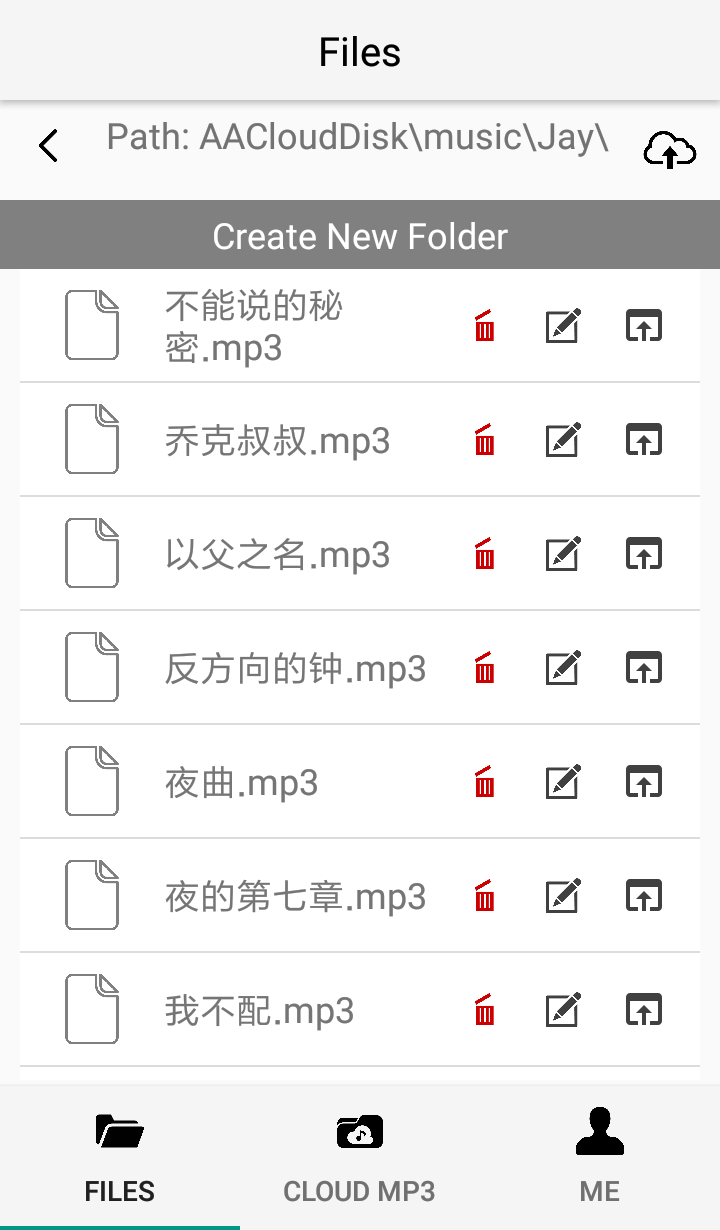 Files
Path: AACloudDisk\music\Jay\
Create New Folder
不能说的秘
密.mp3
乔克叔叔.mp3
以父之名.mp3
反方向的钟.mp3
夜曲.mp3
夜的第七章.mp3
我不配.mp3
FILES
CLOUD MP3
ME